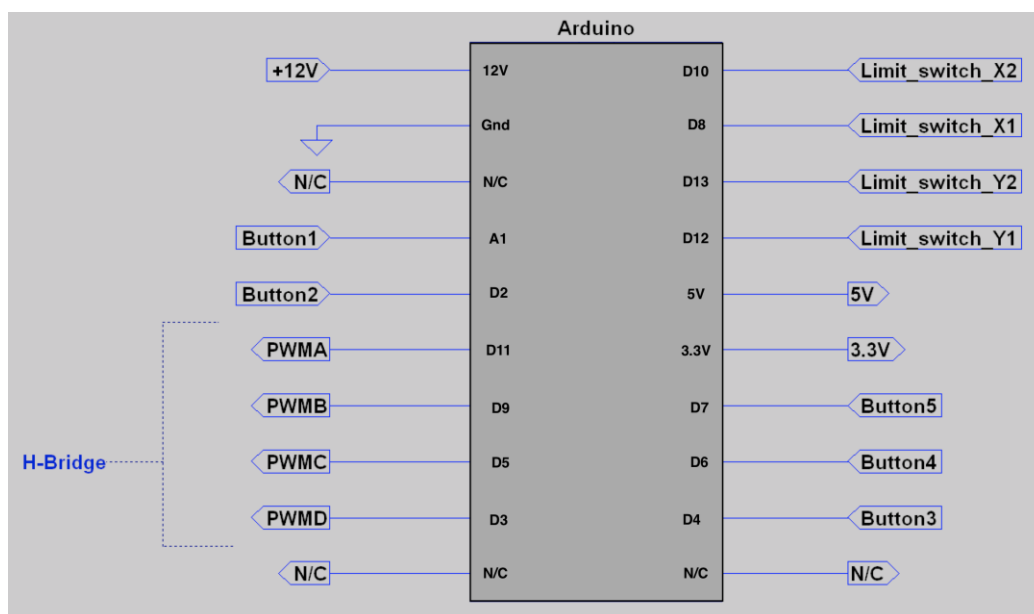 Arduino
+12V 12V D10 Limit_switch_X2
Gnd D8 Limit_switch_X1
N/C N/C D13 Limit_switch_Y2
Button1 A1 D12 Limit_switch_Y1
Button2 D2 5V 5V
PWMA D11 3.3V 3.3V
PWMB D9 D7 Button5
H-Bridge PWMC D5 D6 Button4
PWMD D3 D4 Button3
N/C N/C N/C N/C